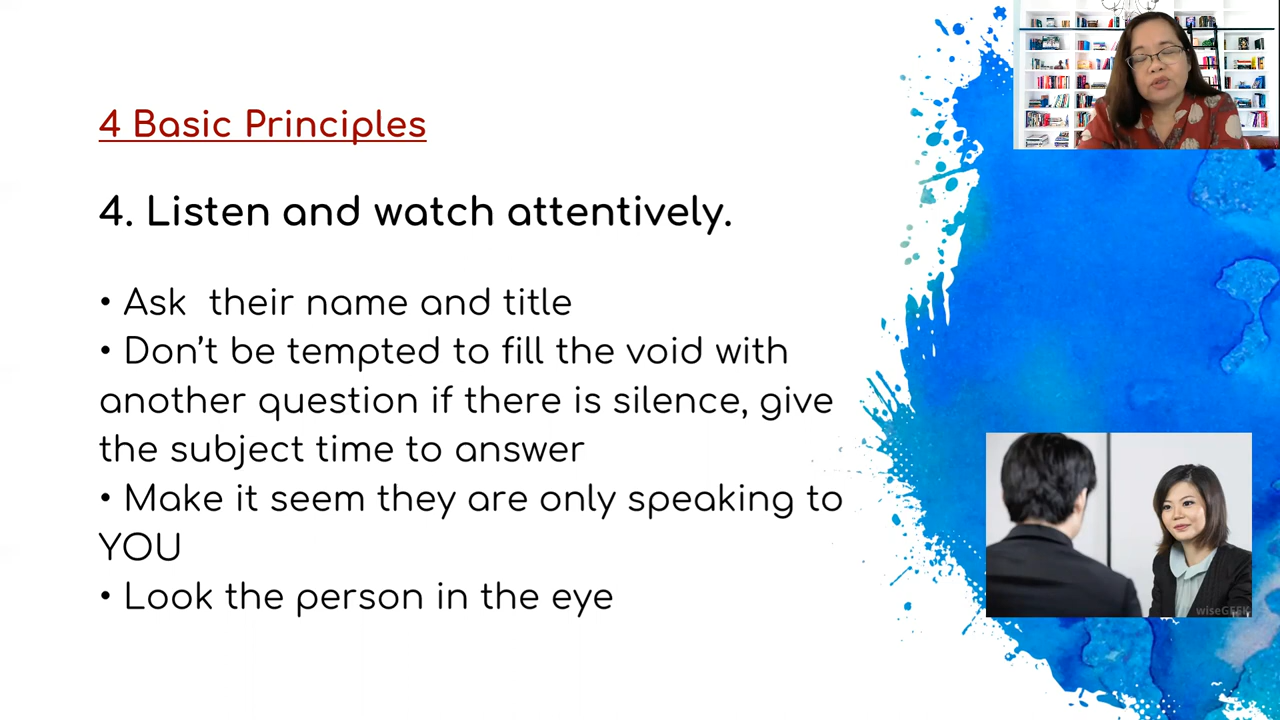 4 Basic Principles
4. Listen and watch attentively.
• Ask  their name and title
• Don’t be tempted to fill the void with
another question if there is silence, give
the subject time to answer
• Make it seem they are only speaking to
YOU
• Look the person in the eye
wiseGEEK